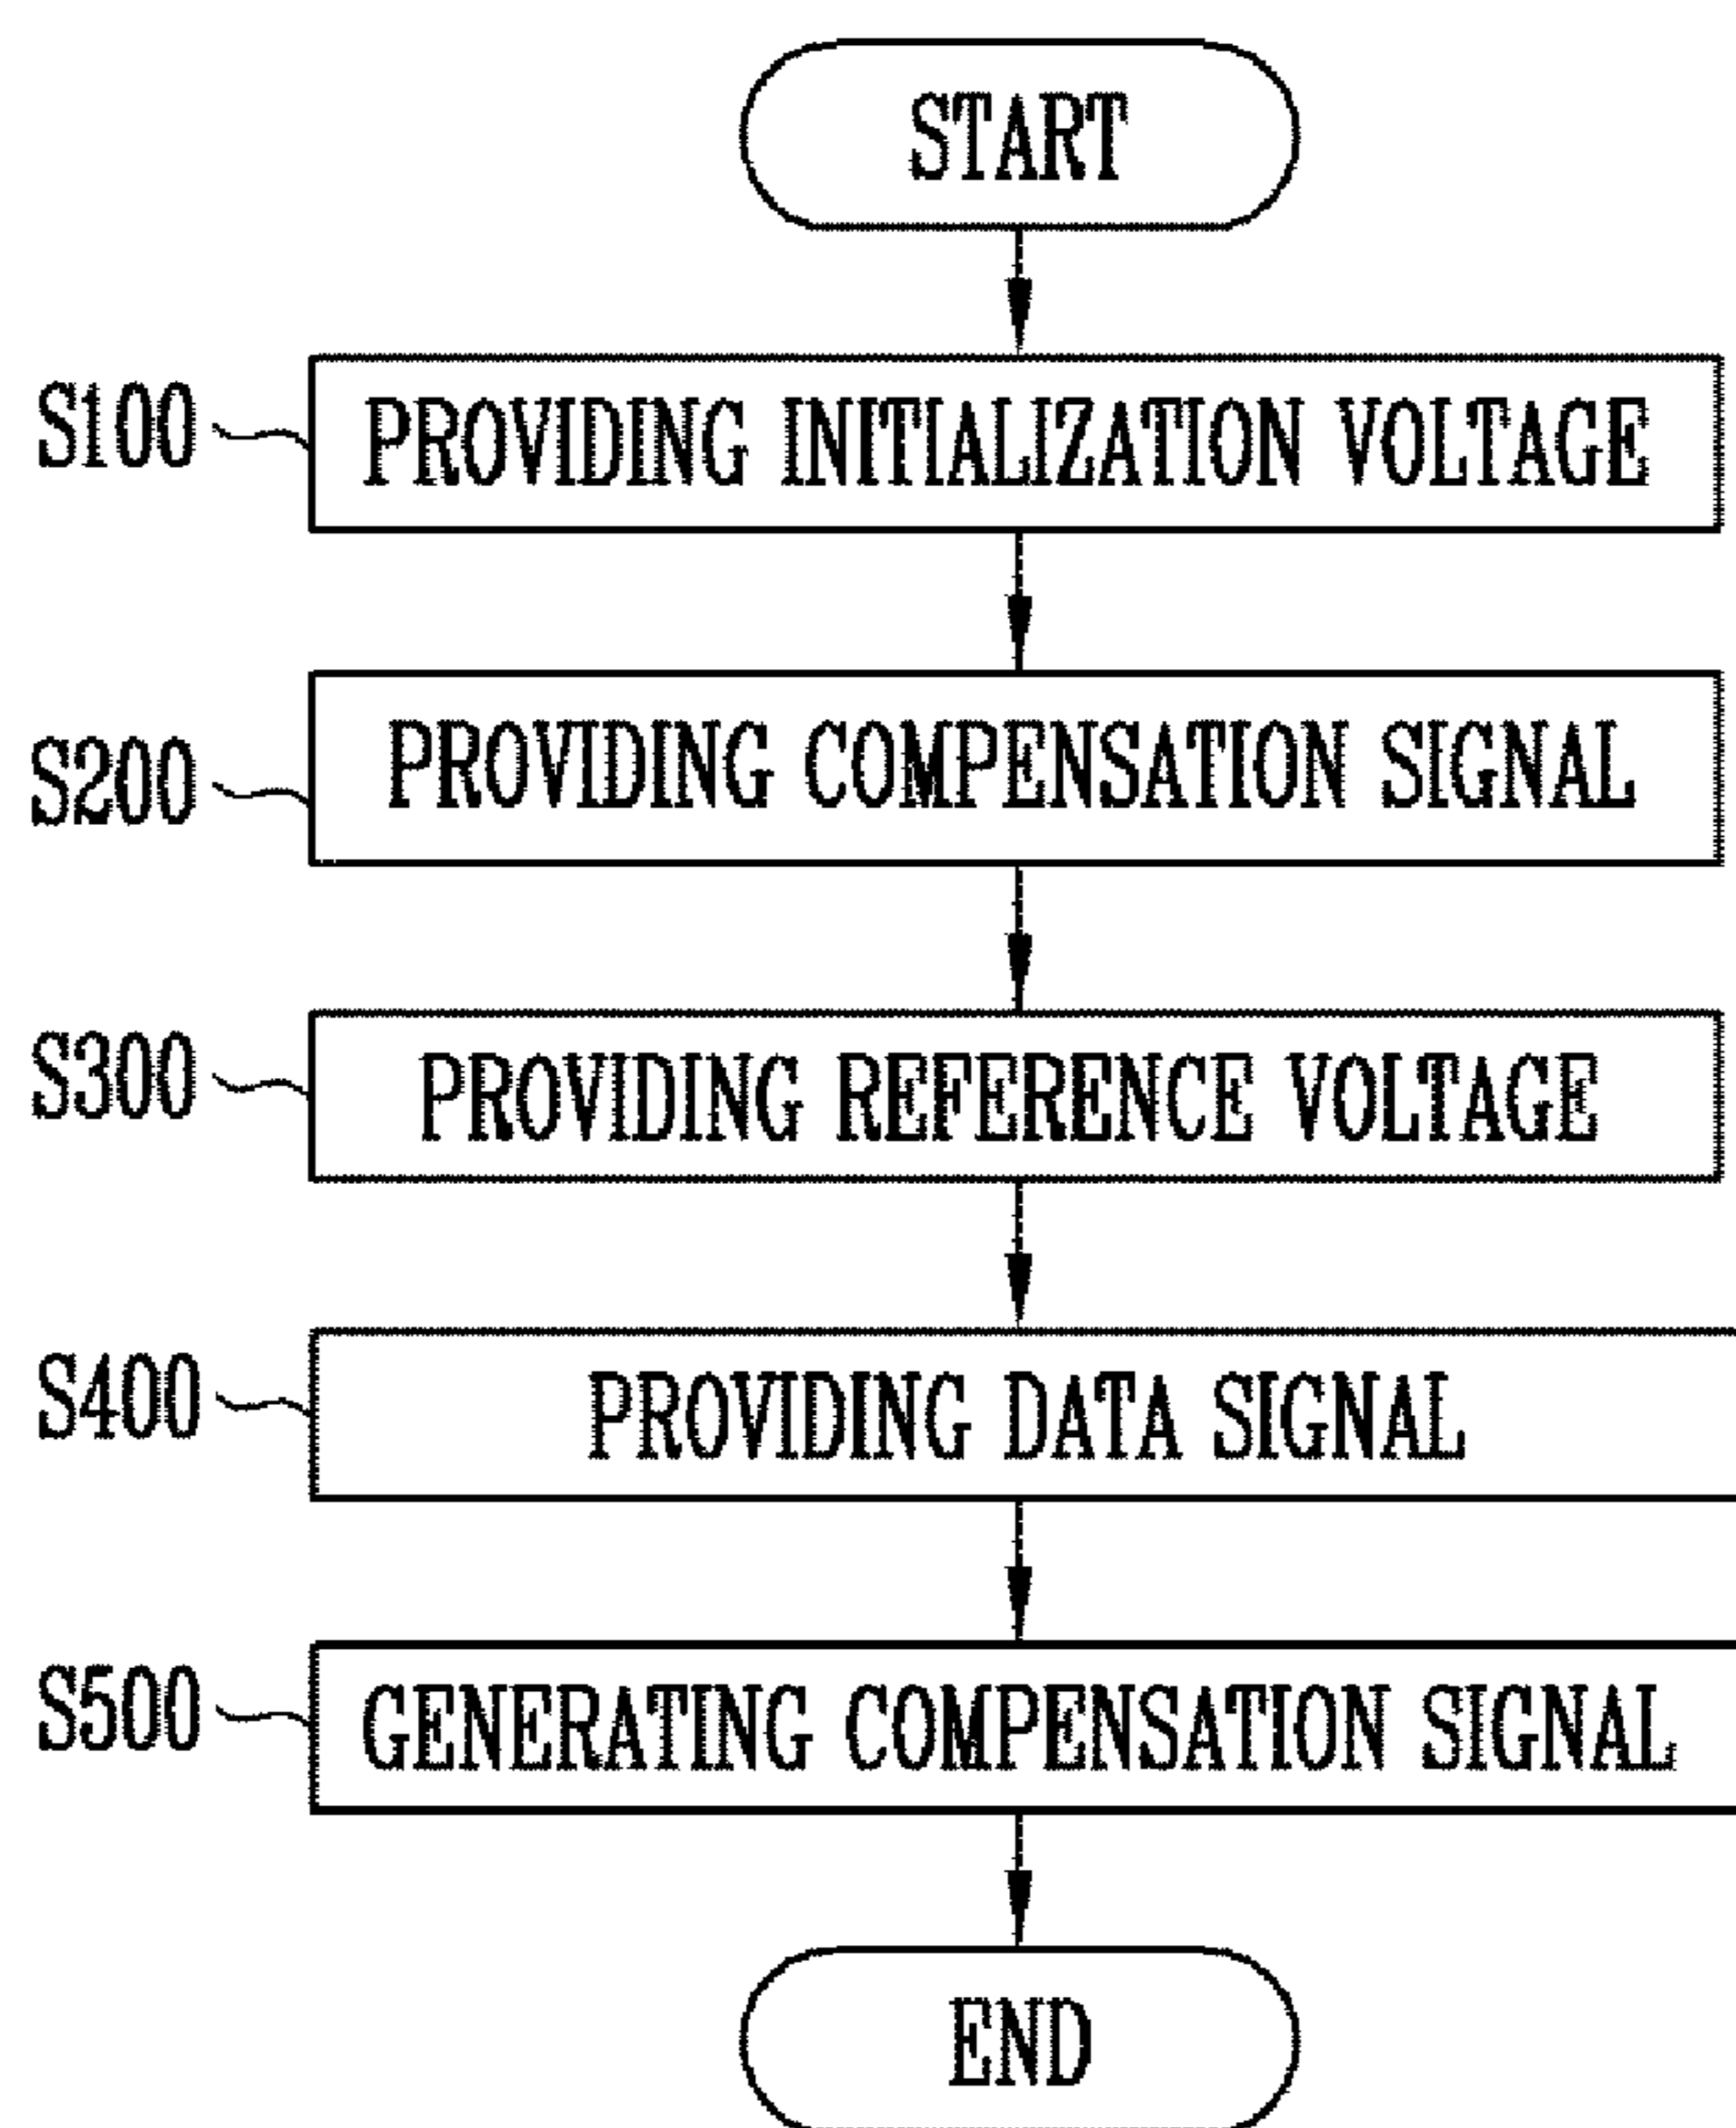 START
S100 PROVIDING INITIALIZATION VOLTAGE
S200 PROVIDING COMPENSATION SIGNAL
S300 PROVIDING REFERENCE VOLTAGE
S400 PROVIDING DATA SIGNAL
S500 GENERATING COMPENSATION SIGNAL
END